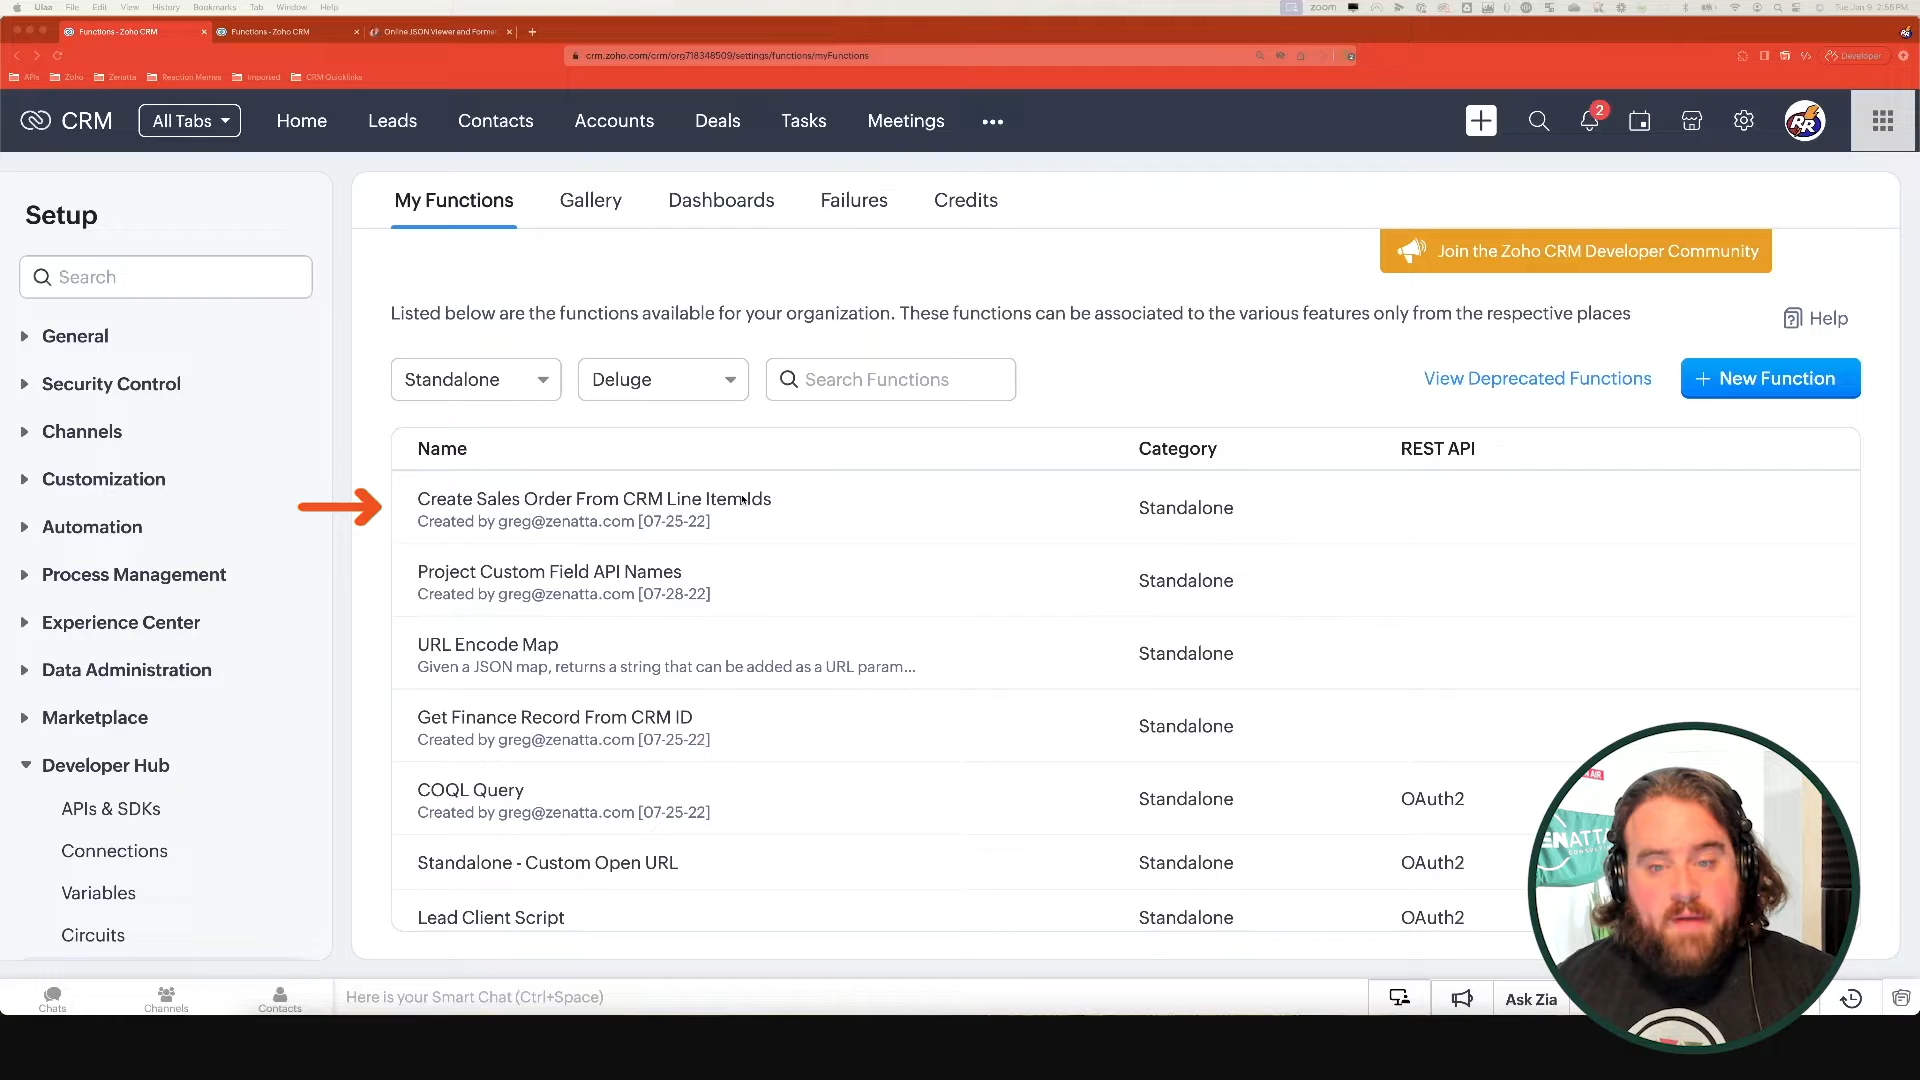 Ulaa File Edit View History Bookmarks Tab Window Help
zoom
Tue Jan 9 2:55 PM
Functions - Zoho CRM
Functions - Zoho CRM
Online JSON Viewer and Format
crm.zoho.com/crm/org718348509/settings/functions/myFunctions
Developer
APIs Zoho Zenatta Reaction Memes Imported CRM Quicklinks
CRM
All Tabs
Home Leads Contacts Accounts Deals Tasks Meetings
2
RR
Setup
Search
General
Security Control
Channels
Customization
Automation
Process Management
Experience Center
Data Administration
Marketplace
Developer Hub
APIs & SDKs
Connections
Variables
Circuits
My Functions Gallery Dashboards Failures Credits
Join the Zoho CRM Developer Community
Listed below are the functions available for your organization. These functions can be associated to the various features only from the respective places
Help
Standalone
Deluge
Search Functions
View Deprecated Functions
+ New Function
Name Category REST API
Create Sales Order From CRM Line Item Ids
Created by greg@zenatta.com [07-25-22]
Standalone
Project Custom Field API Names
Created by greg@zenatta.com [07-28-22]
Standalone
URL Encode Map
Given a JSON map, returns a string that can be added as a URL param...
Standalone
Get Finance Record From CRM ID
Created by greg@zenatta.com [07-25-22]
Standalone
COQL Query
Created by greg@zenatta.com [07-25-22]
Standalone OAuth2
Standalone - Custom Open URL Standalone OAuth2
Lead Client Script Standalone OAuth2
Chats Channels Contacts
Here is your Smart Chat (Ctrl+Space)
Ask Zia